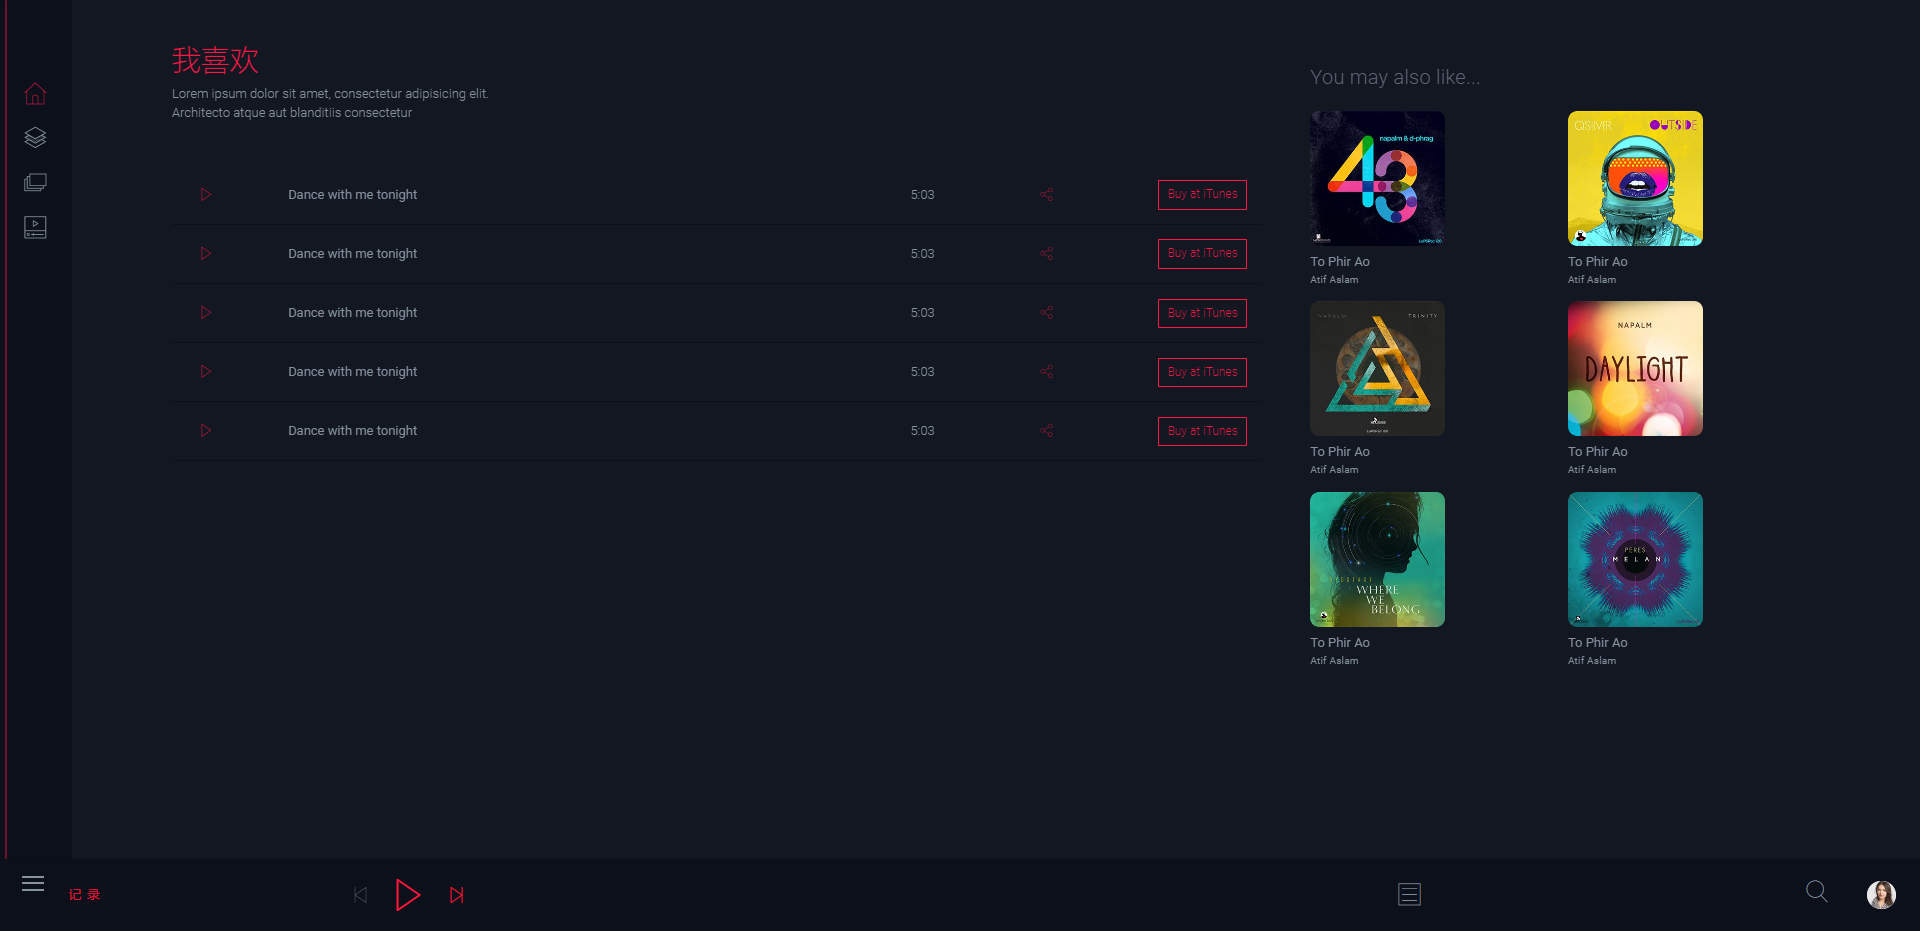 我喜欢
Lorem ipsum dolor sit amet, consectetur adipisicing elit.
Architecto atque aut blanditiis consectetur
Dance with me tonight 5:03 Buy at iTunes
Dance with me tonight 5:03 Buy at iTunes
Dance with me tonight 5:03 Buy at iTunes
Dance with me tonight 5:03 Buy at iTunes
Dance with me tonight 5:03 Buy at iTunes
You may also like...
napalm & d-phrag
43
To Phir Ao
Atif Aslam
OUTSIDE
To Phir Ao
Atif Aslam
NAPALM TRINITY
To Phir Ao
Atif Aslam
NAPALM
DAYLIGHT
To Phir Ao
Atif Aslam
WHERE
WE
BELONG
To Phir Ao
Atif Aslam
PERES
MELAN
To Phir Ao
Atif Aslam
记录